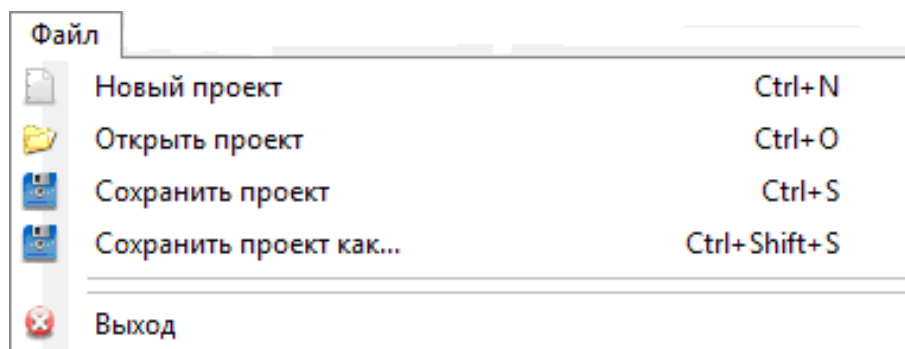 Файл
Новый проект Ctrl+N
Открыть проект Ctrl+O
Сохранить проект Ctrl+S
Сохранить проект как... Ctrl+Shift+S
Выход